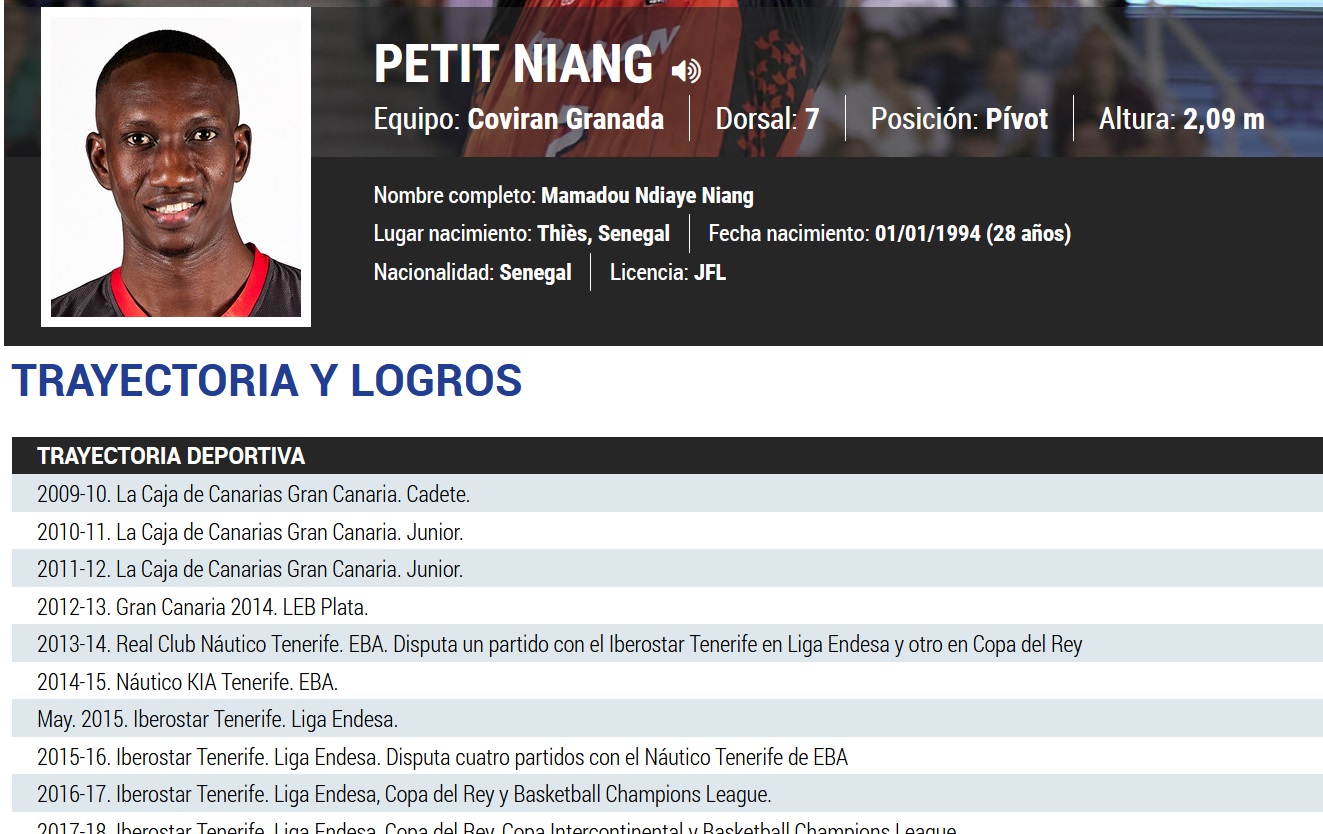 PETIT NIANG
Equipo: Coviran Granada Dorsal: 7 Posición: Pívot Altura: 2,09 m
Nombre completo: Mamadou Ndiaye Niang
Lugar nacimiento: Thiès, Senegal Fecha nacimiento: 01/01/1994 (28 años)
Nacionalidad: Senegal Licencia: JFL
TRAYECTORIA Y LOGROS
TRAYECTORIA DEPORTIVA
2009-10. La Caja de Canarias Gran Canaria. Cadete.
2010-11. La Caja de Canarias Gran Canaria. Junior.
2011-12. La Caja de Canarias Gran Canaria. Junior.
2012-13. Gran Canaria 2014. LEB Plata.
2013-14. Real Club Náutico Tenerife. EBA. Disputa un partido con el Iberostar Tenerife en Liga Endesa y otro en Copa del Rey
2014-15. Náutico KIA Tenerife. EBA.
May. 2015. Iberostar Tenerife. Liga Endesa.
2015-16. Iberostar Tenerife. Liga Endesa. Disputa cuatro partidos con el Náutico Tenerife de EBA
2016-17. Iberostar Tenerife. Liga Endesa, Copa del Rey y Basketball Champions League.
2017-18. Iberostar Tenerife. Liga Endesa, Copa del Rey, Copa Intercontinental y Basketball Champions League